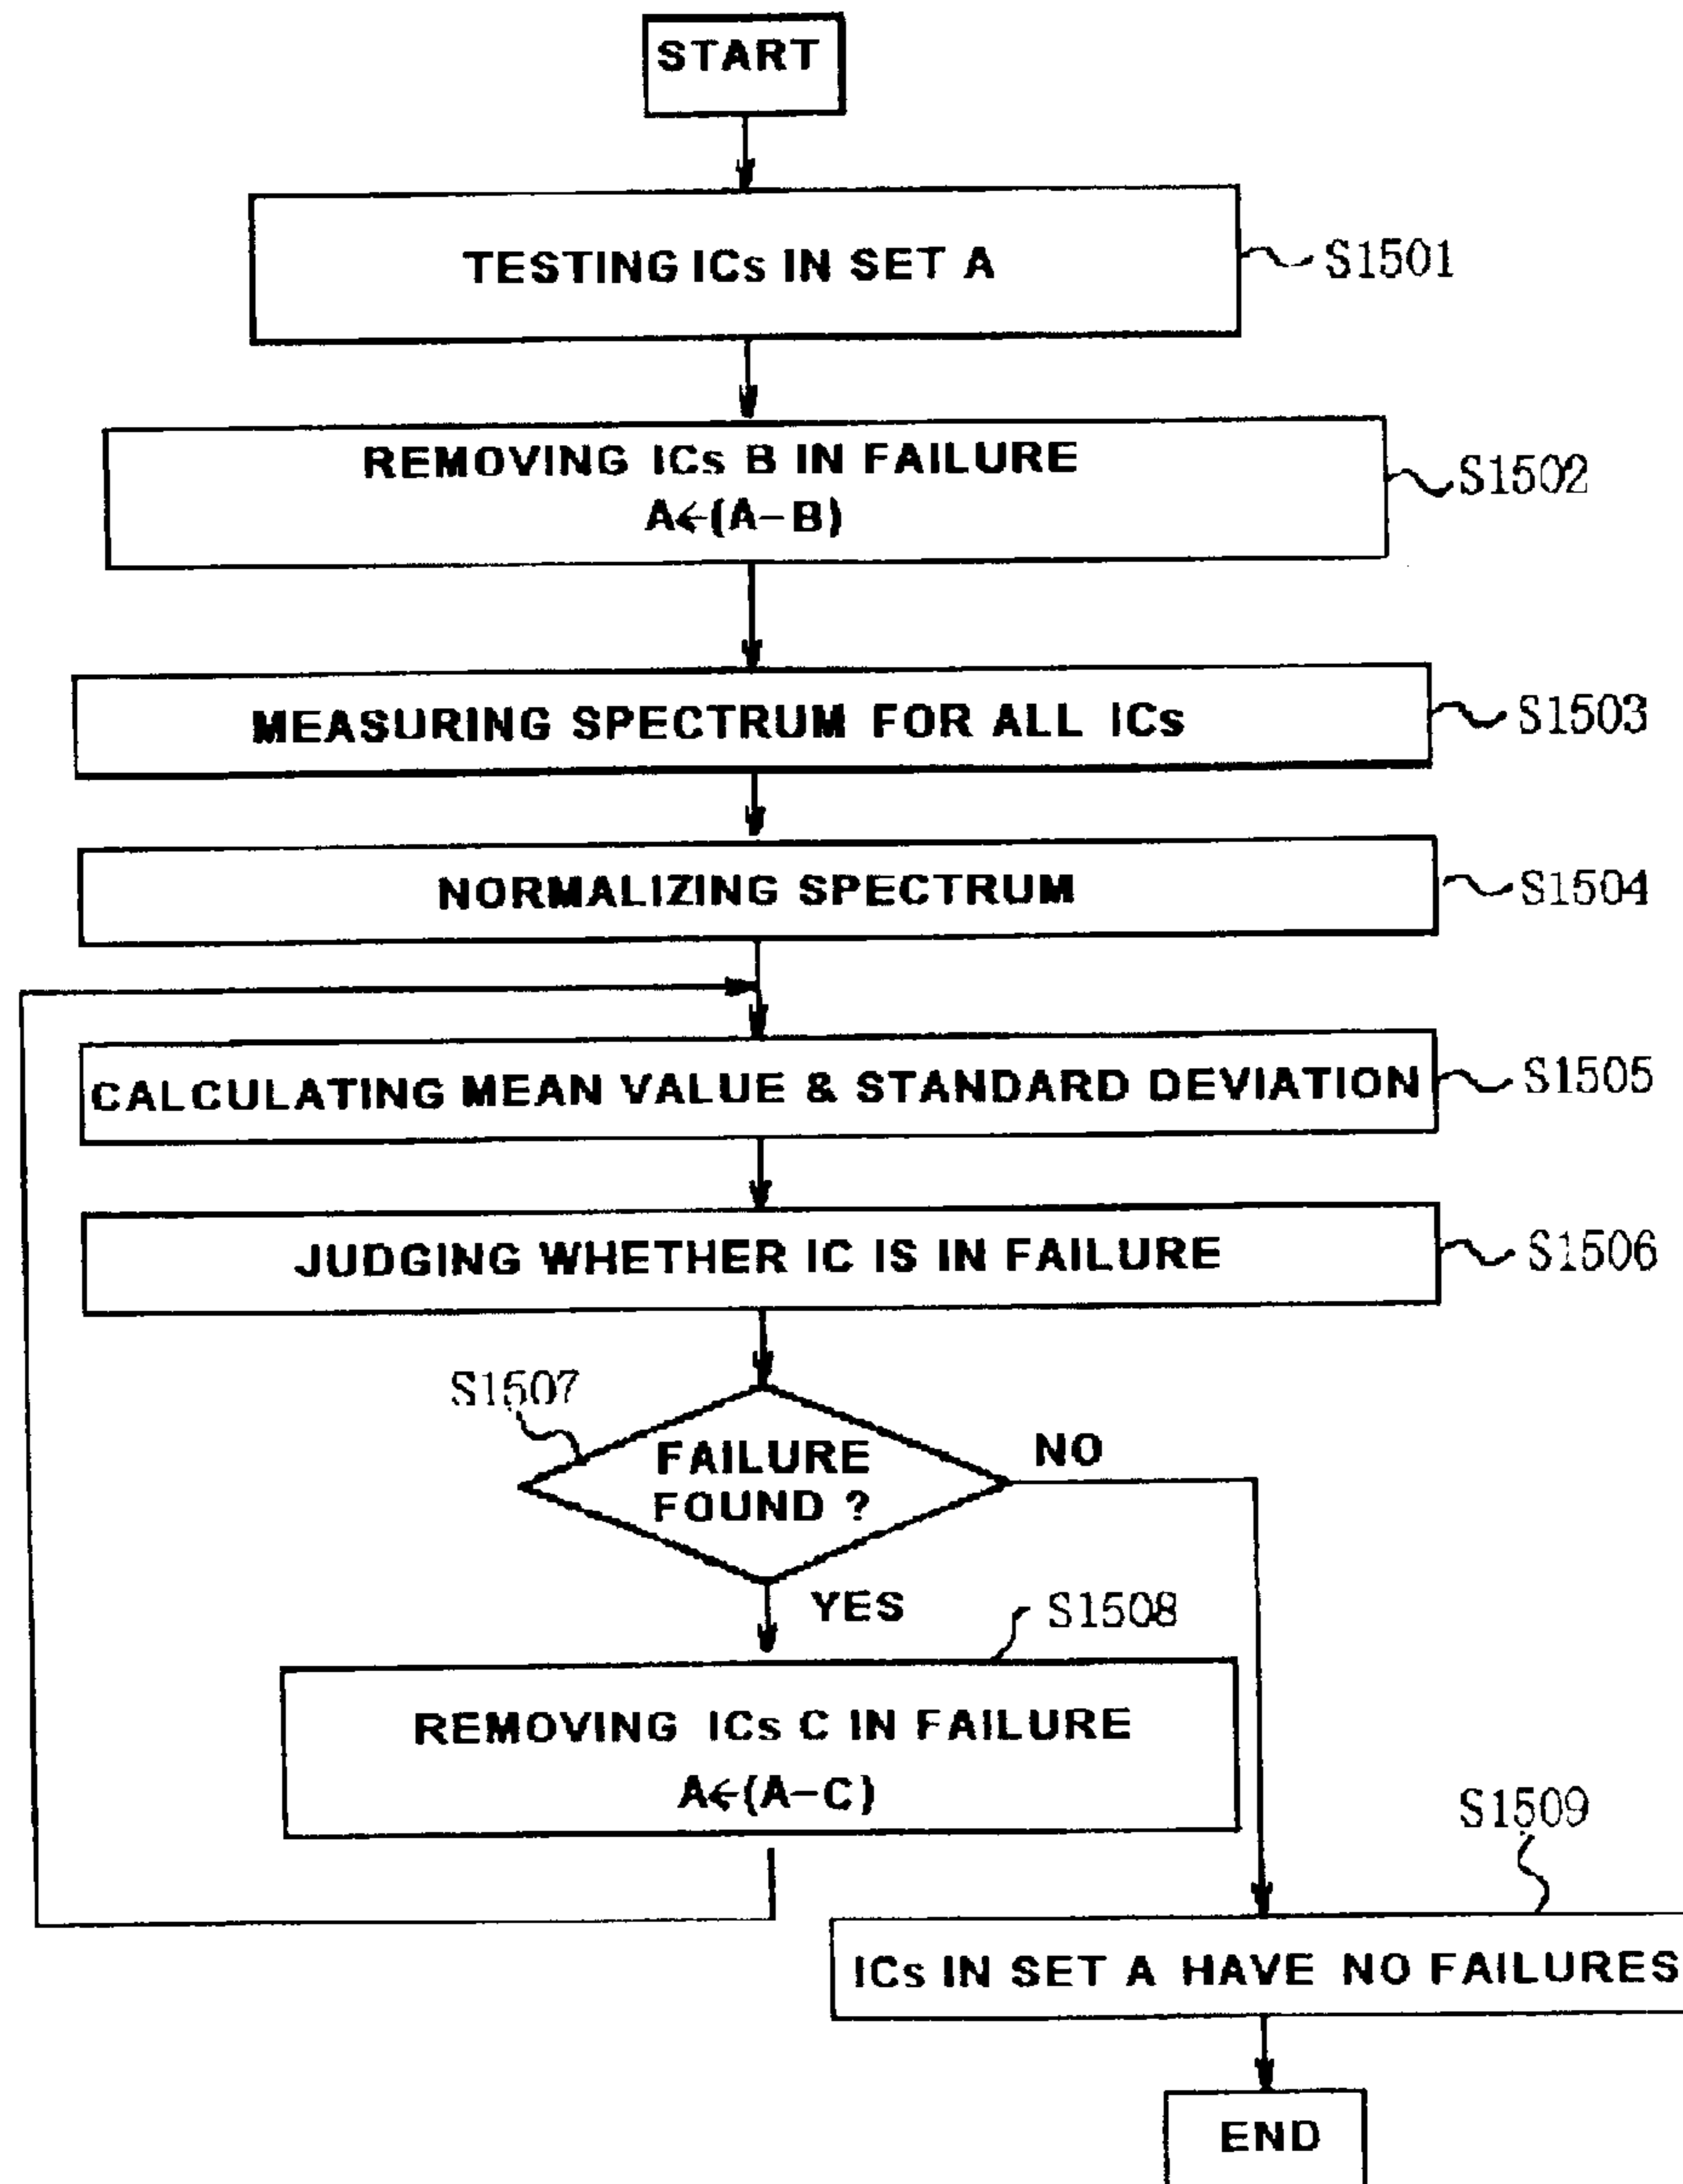 START
TESTING ICs IN SET A
S1501
REMOVING ICs B IN FAILURE
A←(A-B)
S1502
MEASURING SPECTRUM FOR ALL ICs
S1503
NORMALIZING SPECTRUM
S1504
CALCULATING MEAN VALUE & STANDARD DEVIATION
S1505
JUDGING WHETHER IC IS IN FAILURE
S1506
S1507
FAILURE
FOUND ?
NO
YES
S1508
REMOVING ICs C IN FAILURE
A←(A-C)
S1509
ICs IN SET A HAVE NO FAILURES
END